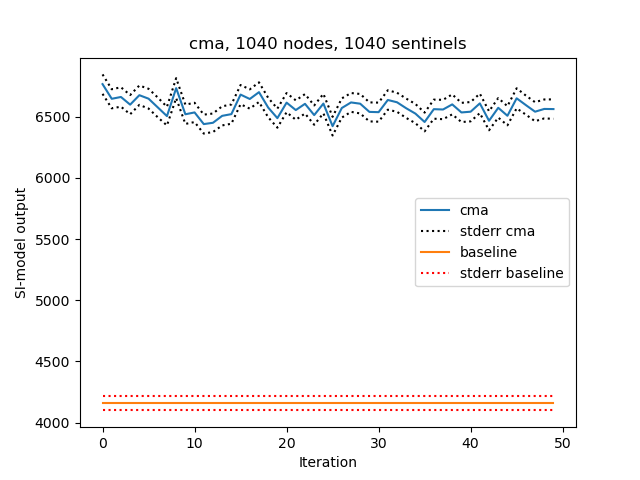 cma, 1040 nodes, 1040 sentinels
SI-model output
6500
6000
5500
5000
4500
4000
cma
stderr cma
baseline
stderr baseline
0 10 20 30 40 50
Iteration